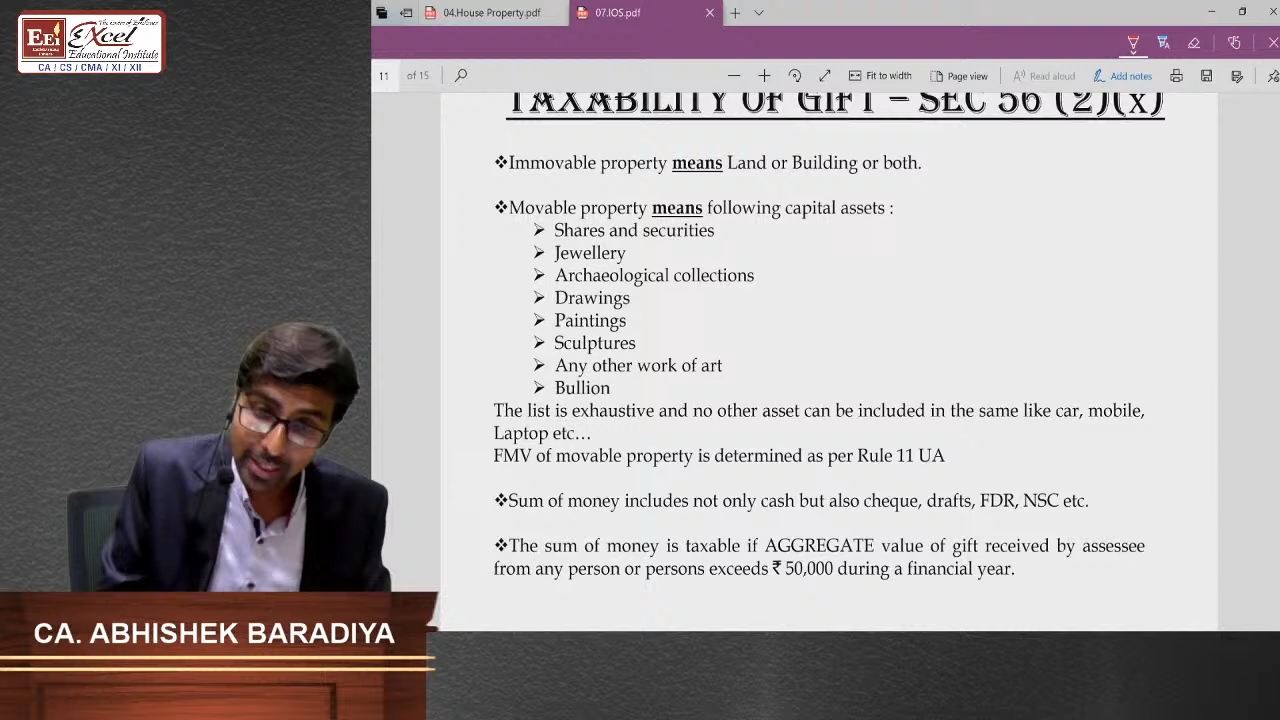 The centre of Excellence
EEi
Excel
Educational Institute
CA / CS / CMA / XI / XII
04.House Property.pdf
07.IOS.pdf
11 of 15
Fit to width
Page view
Read aloud
Add notes
TAXABILITY OF GIFT – SEC 56 (2)(x)
❖Immovable property means Land or Building or both.
❖Movable property means following capital assets :
➢ Shares and securities
➢ Jewellery
➢ Archaeological collections
➢ Drawings
➢ Paintings
➢ Sculptures
➢ Any other work of art
➢ Bullion
The list is exhaustive and no other asset can be included in the same like car, mobile,
Laptop etc…
FMV of movable property is determined as per Rule 11 UA
❖Sum of money includes not only cash but also cheque, drafts, FDR, NSC etc.
❖The sum of money is taxable if AGGREGATE value of gift received by assessee
from any person or persons exceeds ₹ 50,000 during a financial year.
CA. ABHISHEK BARADIYA